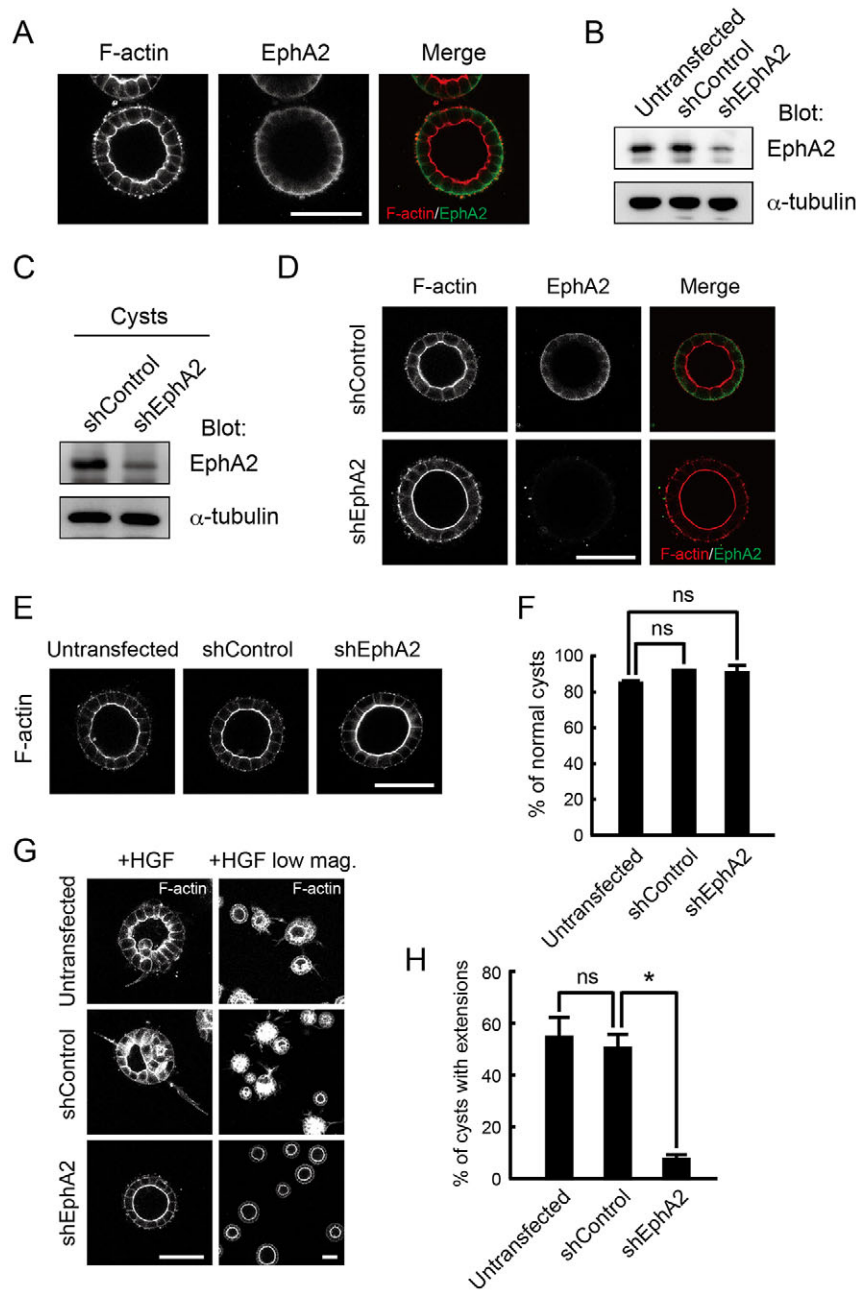 A
F-actin EphA2 Merge
F-actin/EphA2
B
Untransfected
shControl
shEphA2
Blot:
EphA2
α-tubulin
C
Cysts
shControl
shEphA2
Blot:
EphA2
α-tubulin
D
F-actin EphA2 Merge
shControl
shEphA2
F-actin/EphA2
E
Untransfected shControl shEphA2
F-actin
F
ns
ns
% of normal cysts
100
80
60
40
20
0
Untransfected
shControl
shEphA2
G
+HGF +HGF low mag.
F-actin F-actin
Untransfected
shControl
shEphA2
H
ns *
% of cysts with extensions
80
60
40
20
0
Untransfected
shControl
shEphA2